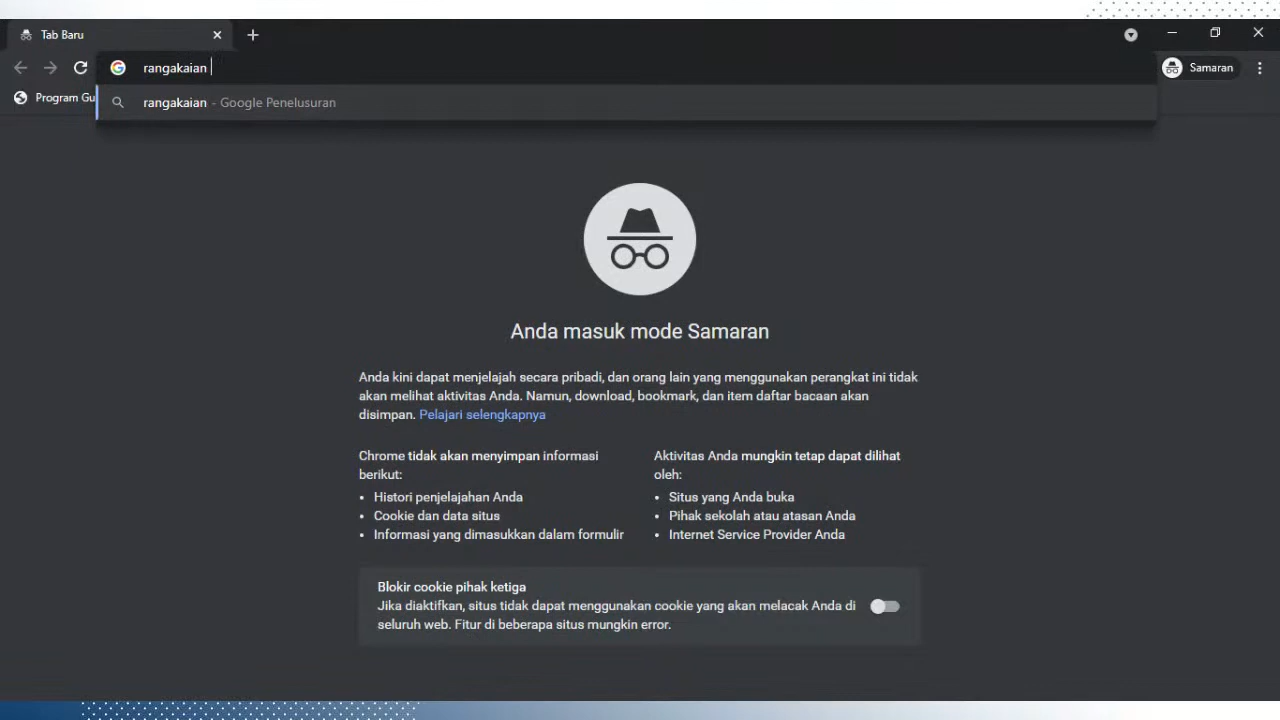 Tab Baru
rangakaian
Samaran
Program Gu
rangakaian - Google Penelusuran
Anda masuk mode Samaran
Anda kini dapat menjelajah secara pribadi, dan orang lain yang menggunakan perangkat ini tidak
akan melihat aktivitas Anda. Namun, download, bookmark, dan item daftar bacaan akan
disimpan. Pelajari selengkapnya
Chrome tidak akan menyimpan informasi
berikut:
• Histori penjelajahan Anda
• Cookie dan data situs
• Informasi yang dimasukkan dalam formulir
Aktivitas Anda mungkin tetap dapat dilihat
oleh:
• Situs yang Anda buka
• Pihak sekolah atau atasan Anda
• Internet Service Provider Anda
Blokir cookie pihak ketiga
Jika diaktifkan, situs tidak dapat menggunakan cookie yang akan melacak Anda di
seluruh web. Fitur di beberapa situs mungkin error.